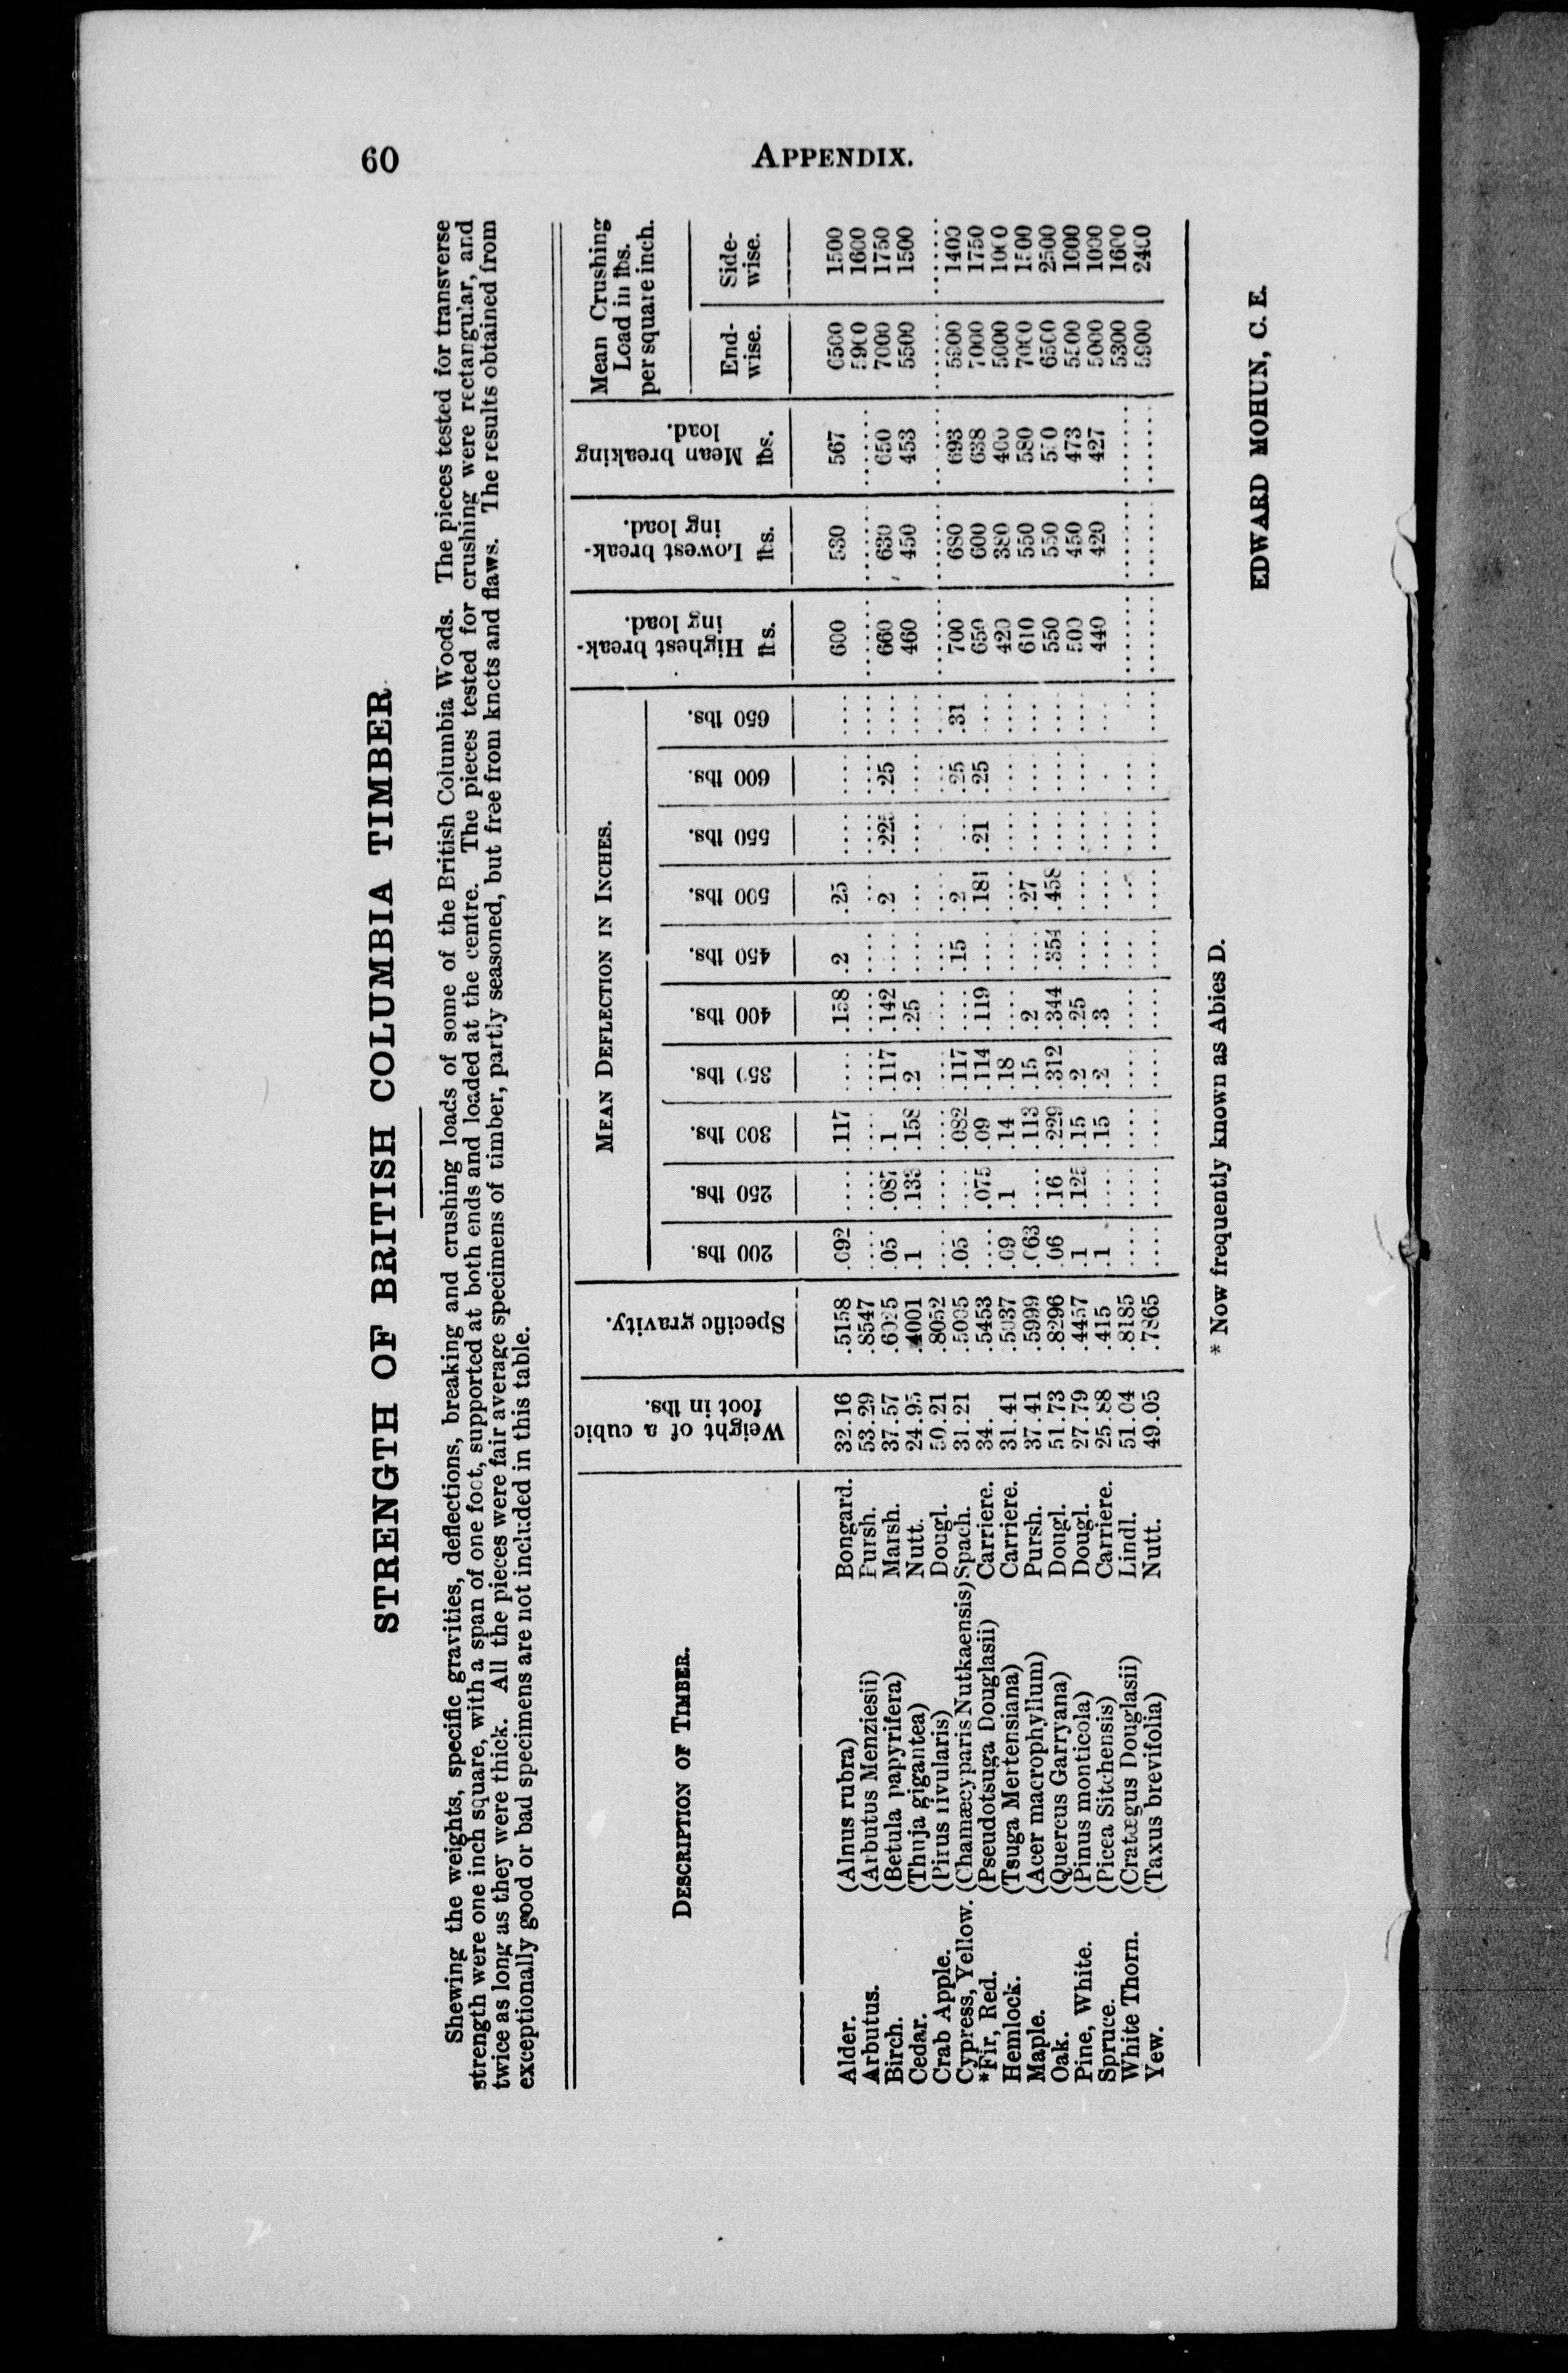 60
APPENDIX.
STRENGTH OF BRITISH COLUMBIA TIMBER
Shewing the weights, specific gravities, deflections, breaking and crushing loads of some of the British Columbia Woods. The pieces tested for transverse
strength were one inch square, with a span of one foot, supported at both ends and loaded at the centre. The pieces tested for crushing were rectangular, and
twice as long as they were thick. All the pieces were fair average specimens of timber, partly seasoned, but free from knots and flaws. The results obtained from
exceptionally good or bad specimens are not included in this table.
DESCRIPTION OF TIMBER.
Weight of a cubic
foot in lbs.
Specific gravity.
MEAN DEFLECTION IN INCHES.
200 lbs. 250 lbs. 300 lbs. 350 lbs. 400 lbs. 450 lbs. 500 lbs. 550 lbs. 600 lbs. 650 lbs.
Highest break-
ing load.
lbs.
Lowest break-
ing load.
lbs.
Mean breaking
load.
lbs.
Mean Crushing
Load in lbs.
per square inch.
End-
wise.
Side-
wise.
Alder. (Alnus rubra) Bongard. 32.16 .5158 .092 .... .117 .... .158 .2 .25 .... .... .... 600 530 567 6500 1500
Arbutus. (Arbutus Menziesii) Pursh. 53.29 .8547 .... .... .... .... .... .... .... .... .... .... ...... ...... ...... 5900 1600
Birch. (Betula papyrifera) Marsh. 37.57 .6025 .05 .087 .1 .117 .142 .... .2 .225 .25 .... 660 630 650 7000 1750
Cedar. (Thuja gigantea) Nutt. 24.95 .4001 .1 .133 .158 .2 .25 .... .... .... .... .... 460 450 453 5500 1500
Crab Apple. (Pirus rivularis) Dougl. 50.21 .8052 .... .... .... .... .... .... .... .... .... .... ...... ...... ...... ...... ......
Cypress, Yellow. (Chamæcyparis Nutkaensis) Spach. 31.21 .5005 .05 .... .082 .117 .... .15 .2 .... .25 .31 700 680 693 5900 1400
*Fir, Red. (Pseudotsuga Douglasii) Carriere. 34. .5453 .... .075 .09 .114 .119 .... .181 .21 .25 .... 650 600 638 7000 1750
Hemlock. (Tsuga Mertensiana) Carriere. 31.41 .5037 .09 .1 .14 .18 .... .... .... .... .... .... 420 380 400 5000 1000
Maple. (Acer macrophyllum) Pursh. 37.41 .5999 .063 .... .113 .15 .2 .... .27 .... .... .... 610 550 580 7000 1500
Oak. (Quercus Garryana) Dougl. 51.73 .8296 .06 .16 .229 .312 .344 .354 .458 .... .... .... 550 550 6500 2500
Pine, White. (Pinus monticola) Dougl. 27.79 .4457 .1 .125 .15 .2 .25 .... .... .... .... .... 500 450 473 1000
Spruce. (Picea Sitchensis) Carriere. 25.88 .415 .1 .... .15 .2 .3 .... .... .... .... .... 440 420 427 5000 1000
White Thorn. (Cratægus Douglasii) Lindl. 51.04 .8185 .... .... .... .... .... .... .... .... .... .... ...... ...... ...... 5300 1600
Yew. (Taxus brevifolia) Nutt. 49.05 .7865 .... .... .... .... .... .... .... .... .... .... ...... ...... ...... 5900 2400
* Now frequently known as Abies D.
EDWARD MOHUN, C. E.